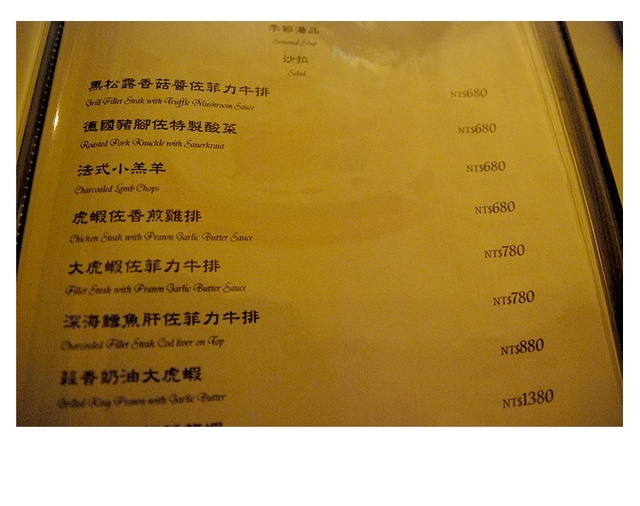 季節湯品
Seasonal Soup
沙拉
Salad
黑松露香菇醬佐菲力牛排 NT$680
Grill Fillet Steak with Truffle Mushroom Sauce
德國豬腳佐特製酸菜 NT$680
Roasted Pork Knuckle with Sauerkraut
法式小羔羊 NT$680
Charcoaled Lamb Chops
虎蝦佐香煎雞排 NT$680
Chicken Steak with Prawn Garlic Butter Sauce
大虎蝦佐菲力牛排 NT$780
Fillet Steak with Prawn Garlic Butter Sauce
NT$780
深海鱈魚肝佐菲力牛排 NT$880
Charcoaled Fillet Steak Cod liver on Top
蒜香奶油大虎蝦 NT$1380
Grilled King Prawn with Garlic Butter